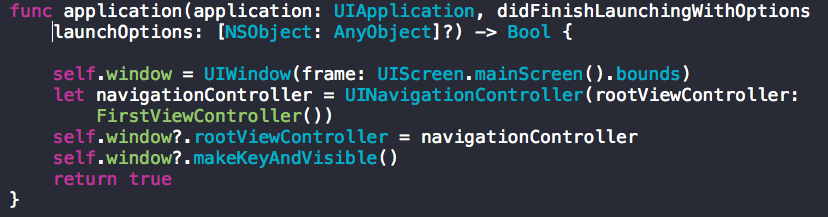 func application(application: UIApplication, didFinishLaunchingWithOptions
launchOptions: [NSObject: AnyObject]?) -> Bool {
self.window = UIWindow(frame: UIScreen.mainScreen().bounds)
let navigationController = UINavigationController(rootViewController:
FirstViewController())
self.window?.rootViewController = navigationController
self.window?.makeKeyAndVisible()
return true
}